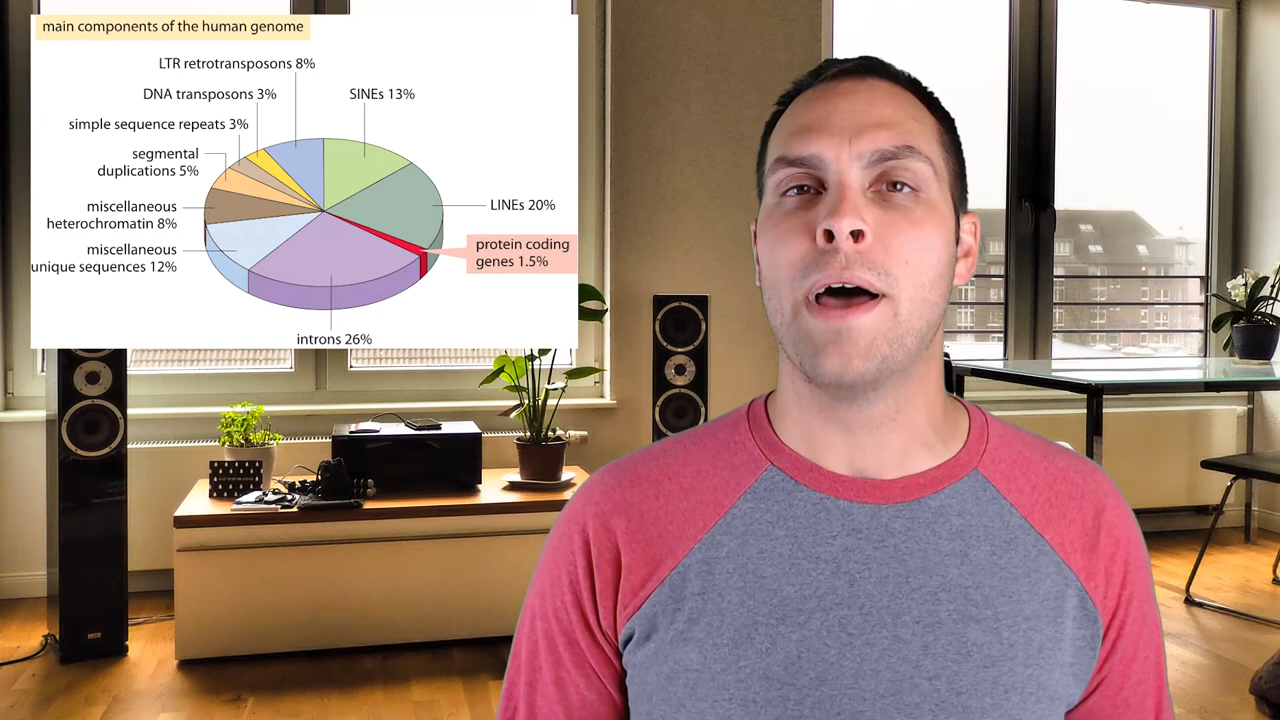 main components of the human genome
LTR retrotransposons 8%
DNA transposons 3%
SINEs 13%
simple sequence repeats 3%
segmental
duplications 5%
miscellaneous
heterochromatin 8%
LINEs 20%
miscellaneous
unique sequences 12%
protein coding
genes 1.5%
introns 26%
HECO